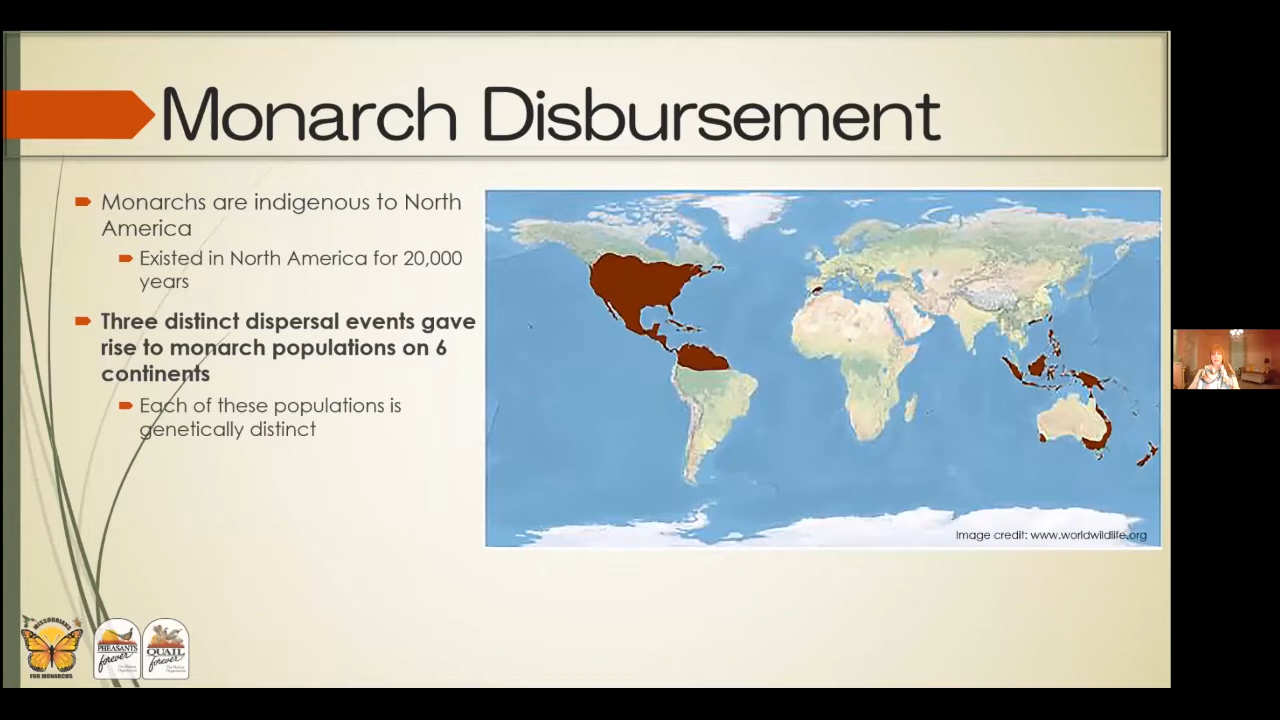 Monarch Disbursement
Monarchs are indigenous to North
America
Existed in North America for 20,000
years
Three distinct dispersal events gave
rise to monarch populations on 6
continents
Each of these populations is
genetically distinct
Image credit: www.worldwildlife.org
MISSOURIANS
FOR MONARCHS
PHEASANTS
forever
QUAIL
forever